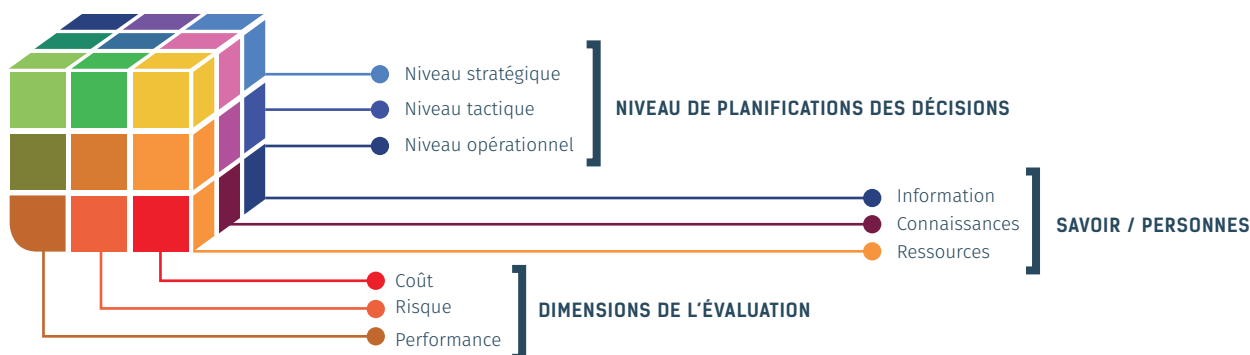 Niveau stratégique
Niveau tactique
Niveau opérationnel
NIVEAU DE PLANIFICATIONS DES DÉCISIONS
Information
Connaissances
Ressources
SAVOIR / PERSONNES
Coût
Risque
Performance
DIMENSIONS DE L'ÉVALUATION